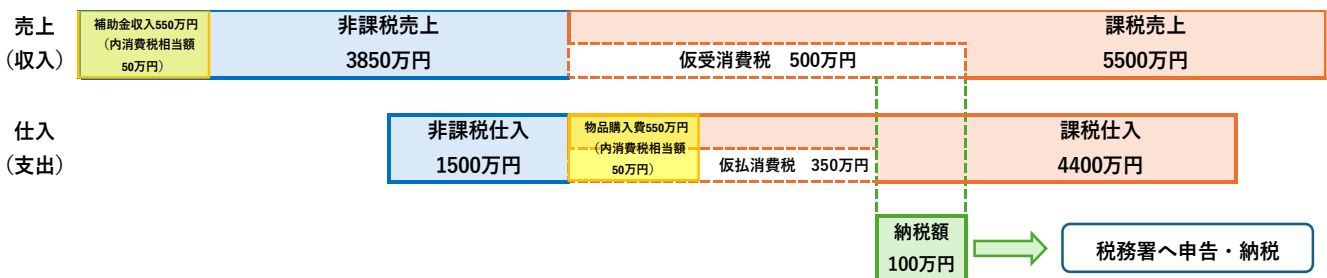 売上
（収入）
補助金収入550万円
（内消費税相当額
50万円）
非課税売上
3850万円
課税売上
5500万円
仮受消費税　500万円
仕入
（支出）
非課税仕入
1500万円
物品購入費550万円
（内消費税相当額
50万円）
仮払消費税　350万円
課税仕入
4400万円
納税額
100万円
税務署へ申告・納税